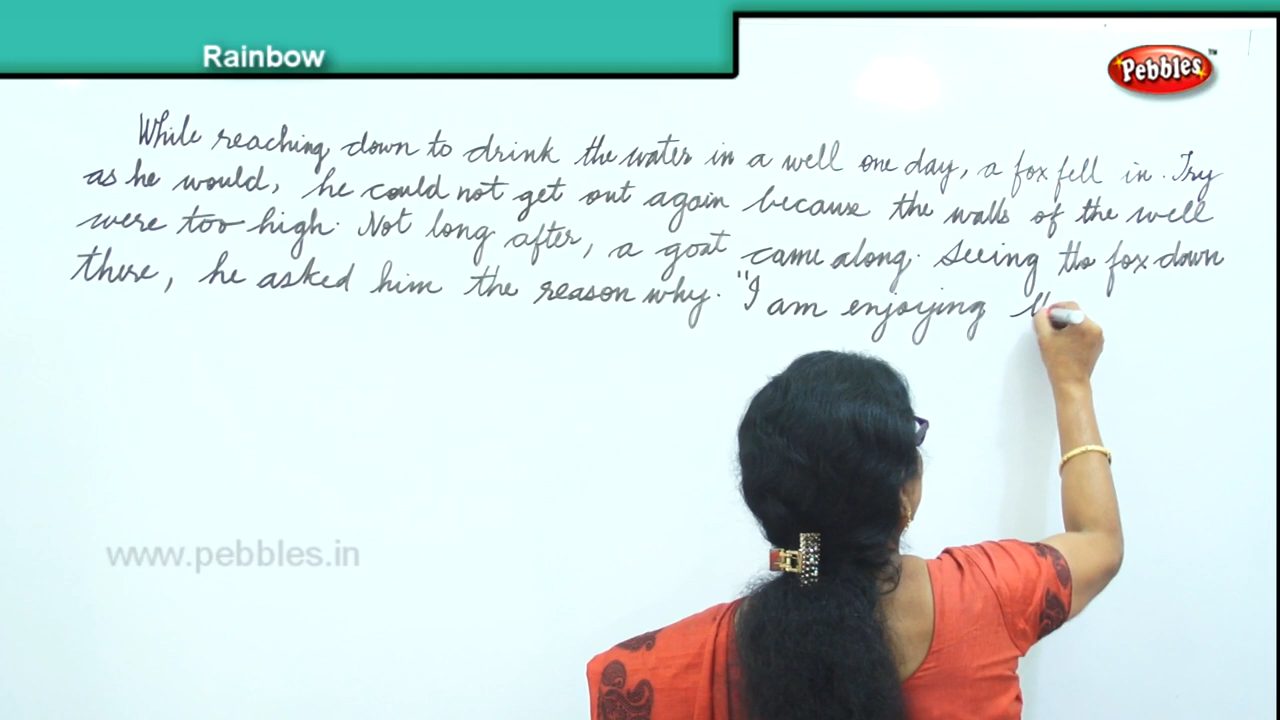 Rainbow
Pebbles™
While reaching down to drink the water in a well one day, a fox fell in. Try
as he would, he could not get out again because the walls of the well
were too high. Not long after, a goat came along. Seeing the fox down
there, he asked him the reason why. "I am enjoying
www.pebbles.in